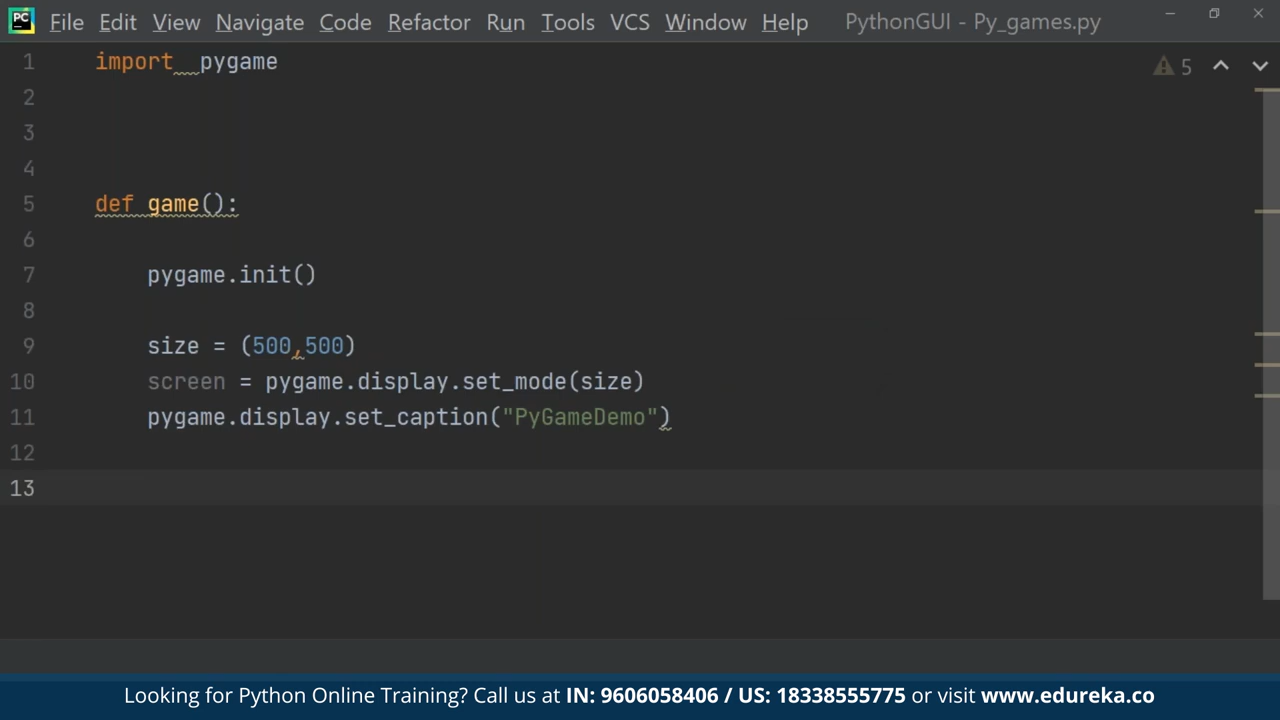 PC File Edit View Navigate Code Refactor Run Tools VCS Window Help PythonGUI - Py_games.py
1 import  pygame
5
2
3
4
5 def game():
6
7 pygame.init()
8
9 size = (500,500)
10 screen = pygame.display.set_mode(size)
11 pygame.display.set_caption("PyGameDemo")
12
13
Looking for Python Online Training? Call us at IN: 9606058406 / US: 18338555775 or visit www.edureka.co